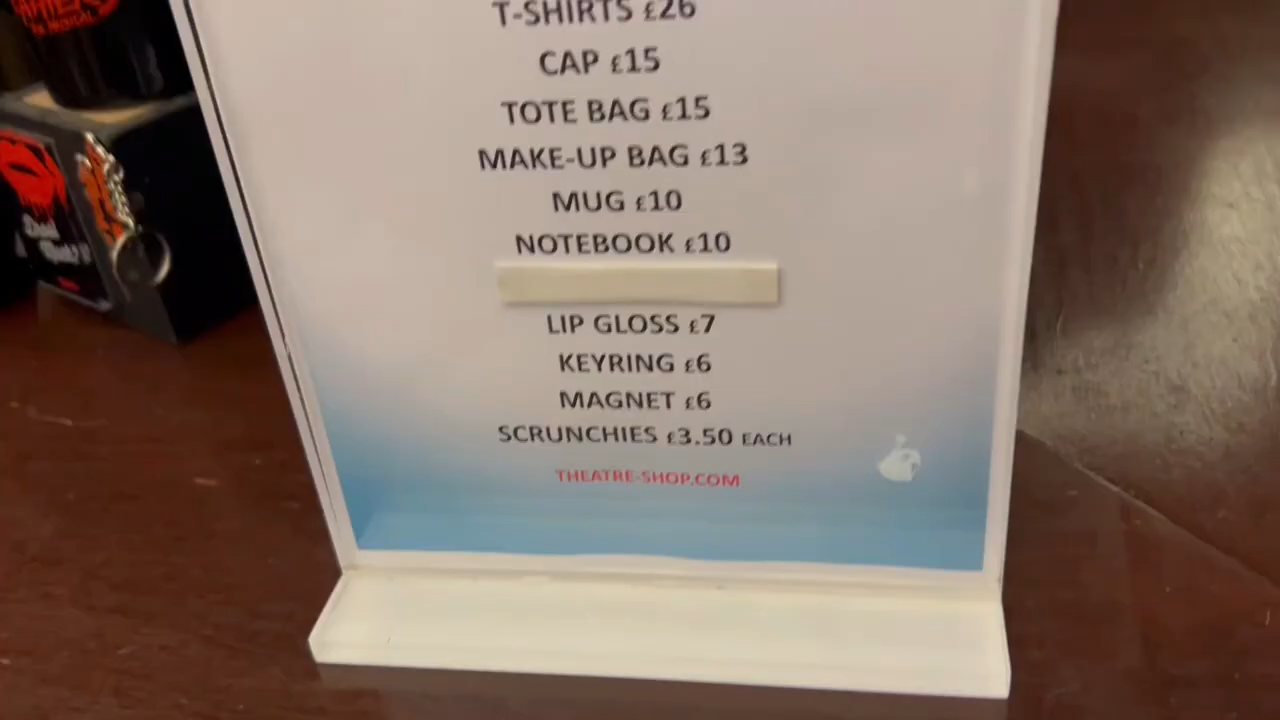 T-SHIRTS £26
CAP £15
TOTE BAG £15
MAKE-UP BAG £13
MUG £10
NOTEBOOK £10
LIP GLOSS £7
KEYRING £6
MAGNET £6
SCRUNCHIES £3.50 EACH
THEATRE-SHOP.COM